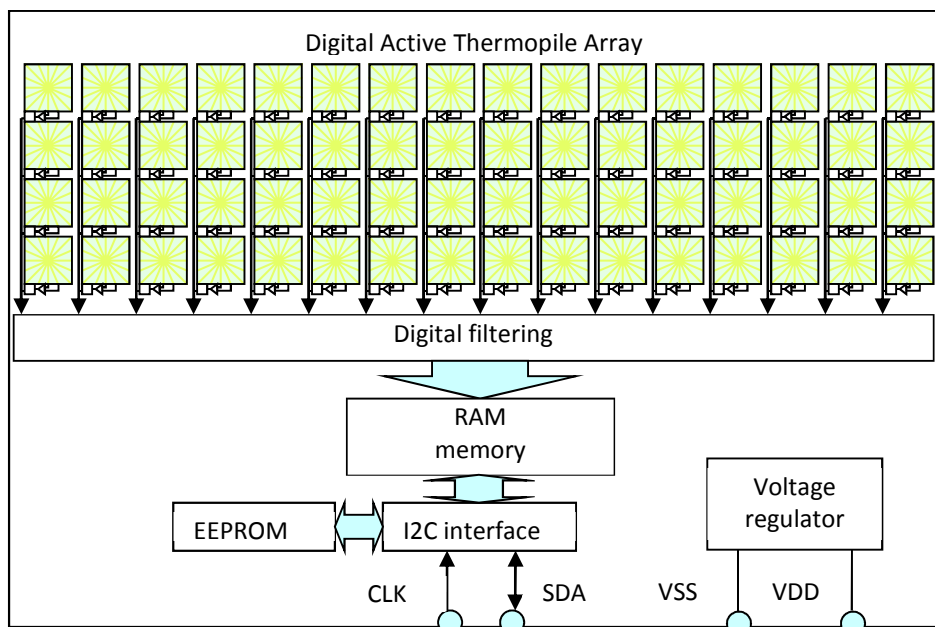 Digital Active Thermopile Array
Digital filtering
RAM
memory
Voltage
regulator
EEPROM
I2C interface
CLK
SDA
VSS
VDD